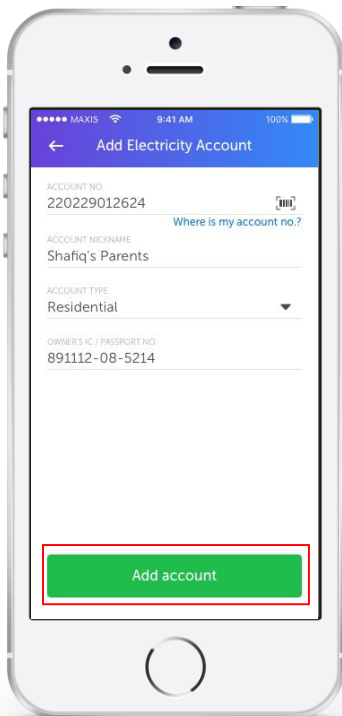 MAXIS 9:41 AM 100%
Add Electricity Account
ACCOUNT NO.
220229012624
Where is my account no.?
ACCOUNT NICKNAME
Shafiq's Parents
ACCOUNT TYPE
Residential
OWNER'S IC / PASSPORT NO.
891112-08-5214
Add account